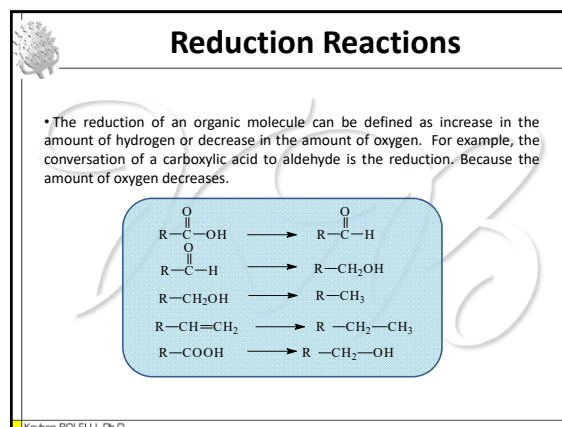 Reduction Reactions
• The reduction of an organic molecule can be defined as increase in the
amount of hydrogen or decrease in the amount of oxygen. For example, the
conversation of a carboxylic acid to aldehyde is the reduction. Because the
amount of oxygen decreases.
O O
R—C—OH R—C—H
O
R—C—H R—CH₂OH
R—CH₂OH R—CH₃
R—CH=CH₂ R —CH₂—CH₃
R—COOH R —CH₂—OH
Ph.D.